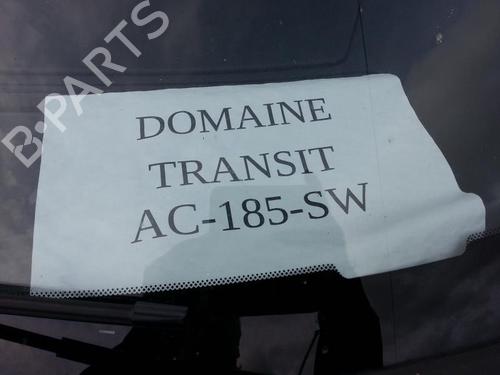 B-PARTS
DOMAINE
TRANSIT
AC-185-SW